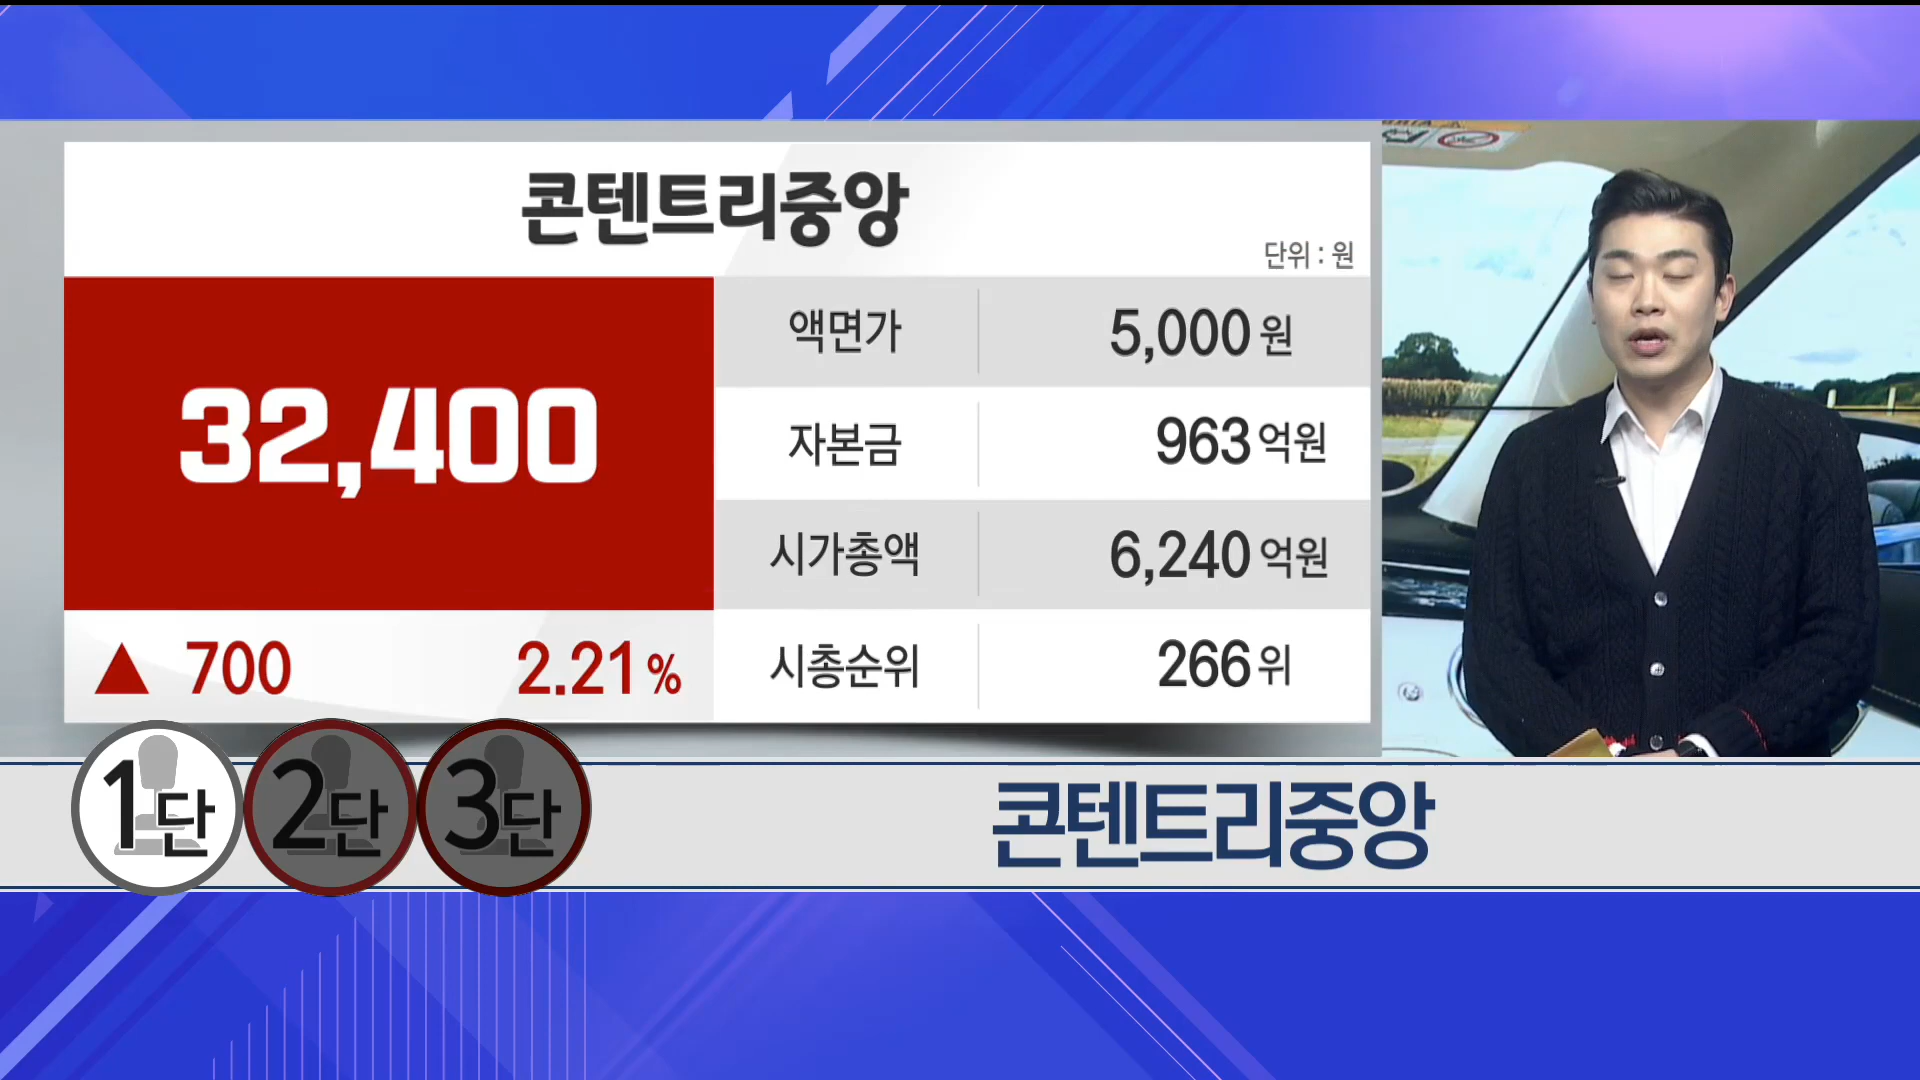 콘텐트리중앙
단위 : 원
32,400
▲ 700 2.21 %
액면가 5,000 원
자본금 963 억원
시가총액 6,240 억원
시총순위 266 위
1단 2단 3단
콘텐트리중앙